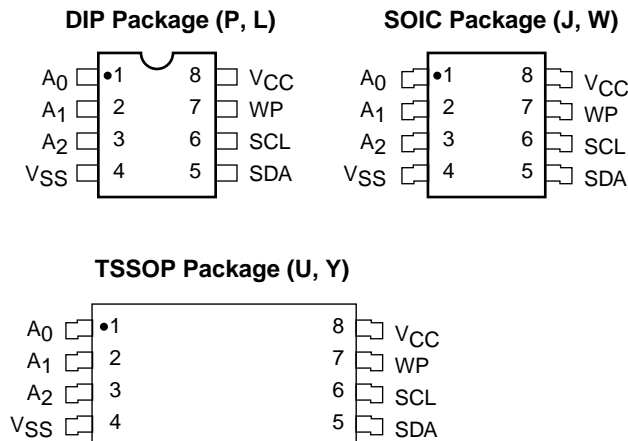 DIP Package (P, L)
A0 •1 8 VCC
A1 2 7 WP
A2 3 6 SCL
VSS 4 5 SDA
SOIC Package (J, W)
A0 •1 8 VCC
A1 2 7 WP
A2 3 6 SCL
VSS 4 5 SDA
TSSOP Package (U, Y)
A0 •1 8 VCC
A1 2 7 WP
A2 3 6 SCL
VSS 4 5 SDA